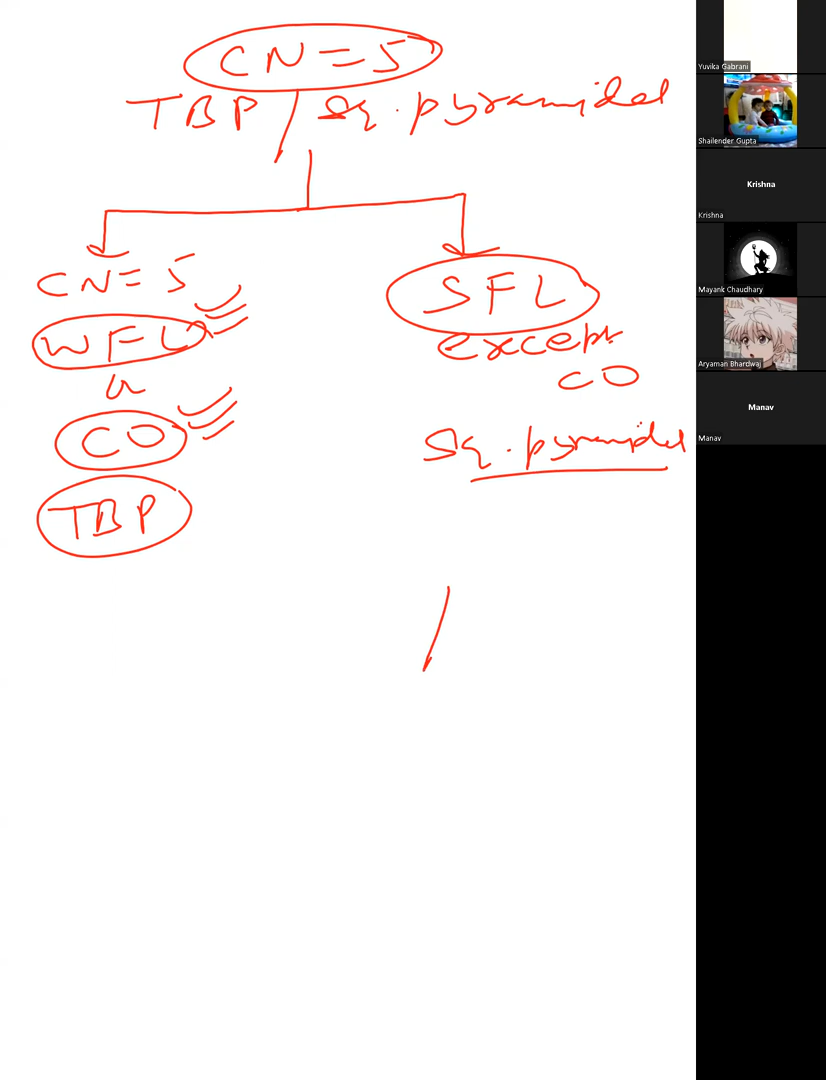 CN=5
TBP / Sq. pyramidal
CN=5
WFL
or
CO
TBP
SFL
except
CO
Sq. pyramidal
Yuvika Gabrani
Shailender Gupta
Krishna
Krishna
Mayank Chaudhary
Aryaman Bhardwaj
Manav
Manav